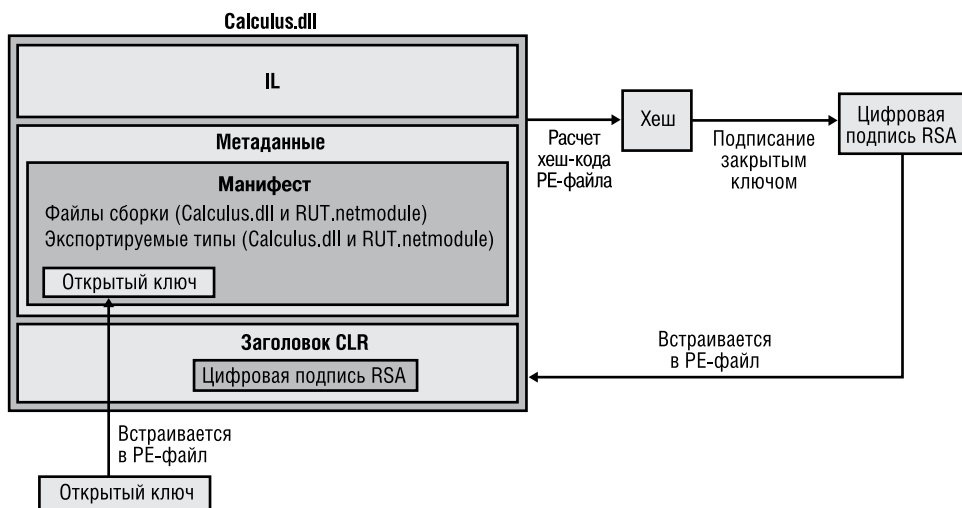 Calculus.dll
IL
Метаданные
Манифест
Файлы сборки (Calculus.dll и RUT.netmodule)
Экспортируемые типы (Calculus.dll и RUT.netmodule)
Открытый ключ
Заголовок CLR
Цифровая подпись RSA
Расчет
хеш-кода
PE-файла
Хеш
Подписание
закрытым
ключом
Цифровая
подпись RSA
Встраивается
в PE-файл
Встраивается
в PE-файл
Открытый ключ